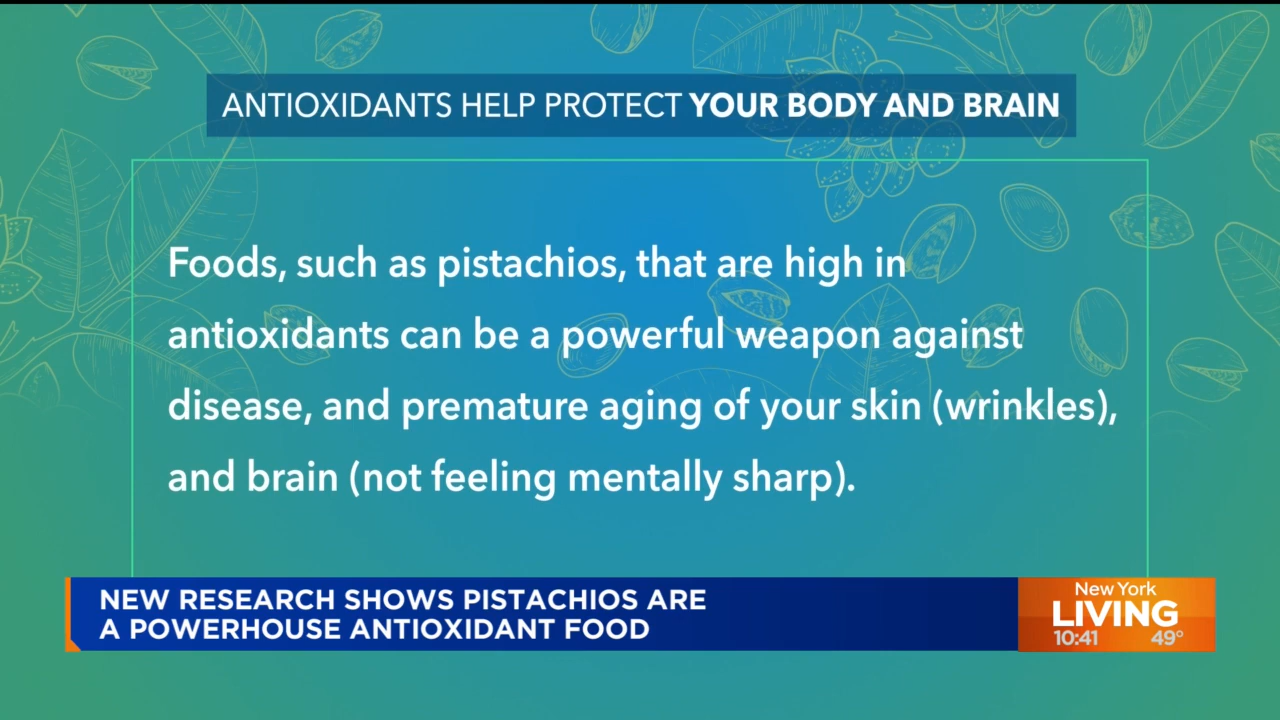 ANTIOXIDANTS HELP PROTECT YOUR BODY AND BRAIN
Foods, such as pistachios, that are high in
antioxidants can be a powerful weapon against
disease, and premature aging of your skin (wrinkles),
and brain (not feeling mentally sharp).
NEW RESEARCH SHOWS PISTACHIOS ARE
A POWERHOUSE ANTIOXIDANT FOOD
New York
LIVING
10:41 49°